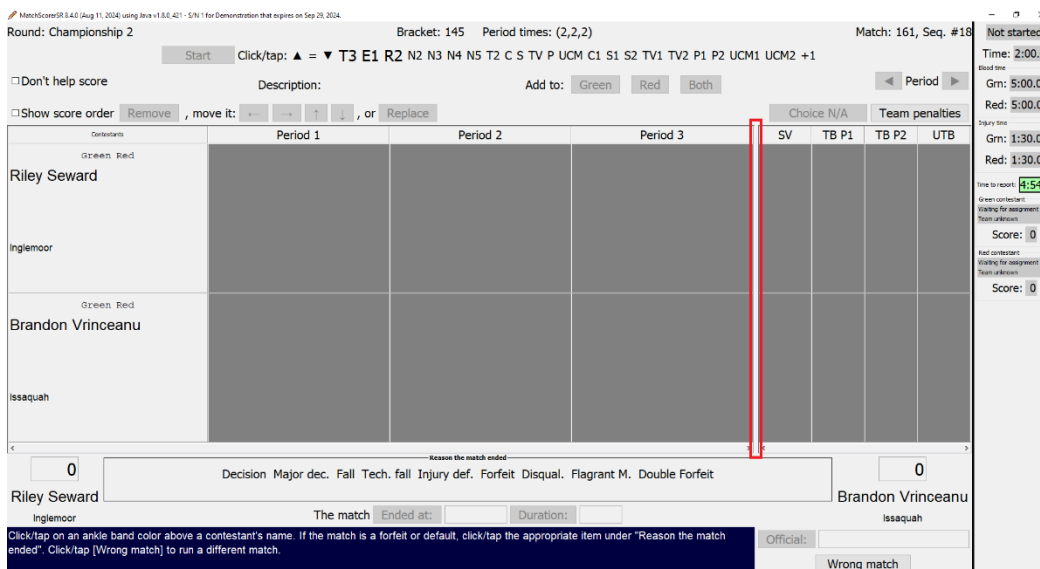 MatchScorerSR 8.4.0 (Aug 11, 2024) using Java v1.8.0_421 - S/N 1 for Demonstration that expires on Sep 29, 2024.
Round: Championship 2 Bracket: 145 Period times: (2,2,2) Match: 161, Seq. #18 Not started
Start Click/tap: ▲ = ▼ T3 E1 R2 N2 N3 N4 N5 T2 C S TV P UCM C1 S1 S2 TV1 TV2 P1 P2 UCM1 UCM2 +1 Time: 2:00.
Blood time
Don't help score Description: Add to: Green Red Both ◄ Period ► Grn: 5:00.0
Red: 5:00.0
Show score order Remove , move it: ← → ↑ ↓ , or Replace Choice N/A Team penalties
Injury time
Contestants Period 1 Period 2 Period 3 SV TB P1 TB P2 UTB Grn: 1:30.0
Green Red Red: 1:30.0
Riley Seward
Time to report: 4:54
Green contestant
Waiting for assignment
Team unknown
Score: 0
Inglemoor
Red contestant
Waiting for assignment
Team unknown
Score: 0
Green Red
Brandon Vrinceanu
Issaquah
Reason the match ended
0 Decision Major dec. Fall Tech. fall Injury def. Forfeit Disqual. Flagrant M. Double Forfeit 0
Riley Seward Brandon Vrinceanu
Inglemoor The match Ended at: Duration: Issaquah
Click/tap on an ankle band color above a contestant's name. If the match is a forfeit or default, click/tap the appropriate item under "Reason the match
ended". Click/tap [Wrong match] to run a different match.
Official:
Wrong match